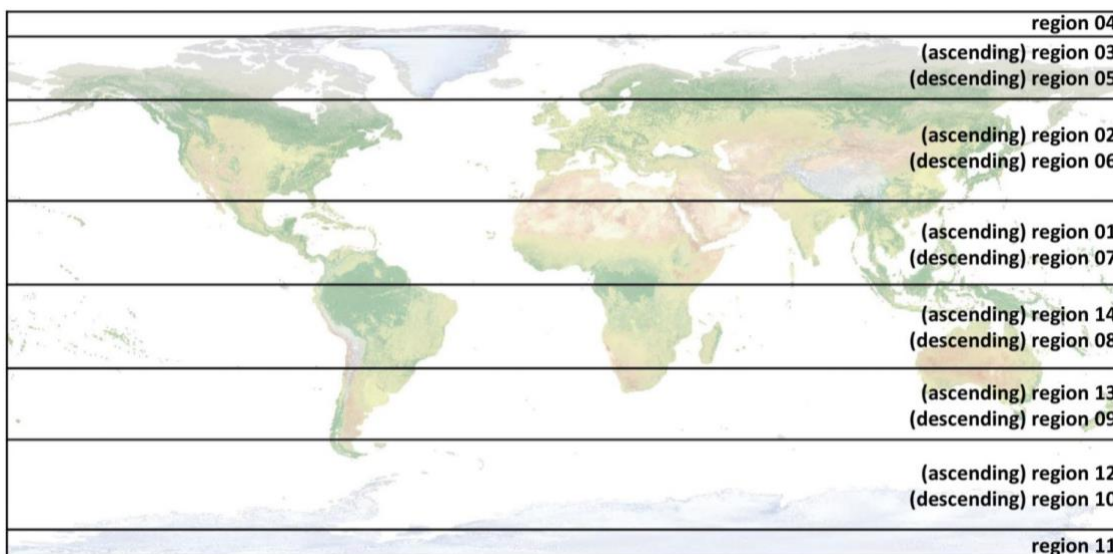 region 04
(ascending) region 03
(descending) region 05
(ascending) region 02
(descending) region 06
(ascending) region 01
(descending) region 07
(ascending) region 14
(descending) region 08
(ascending) region 13
(descending) region 09
(ascending) region 12
(descending) region 10
region 11